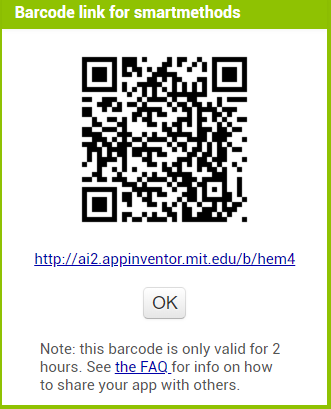 Barcode link for smartmethods
http://ai2.appinventor.mit.edu/b/hem4
OK
Note: this barcode is only valid for 2
hours. See the FAQ for info on how
to share your app with others.